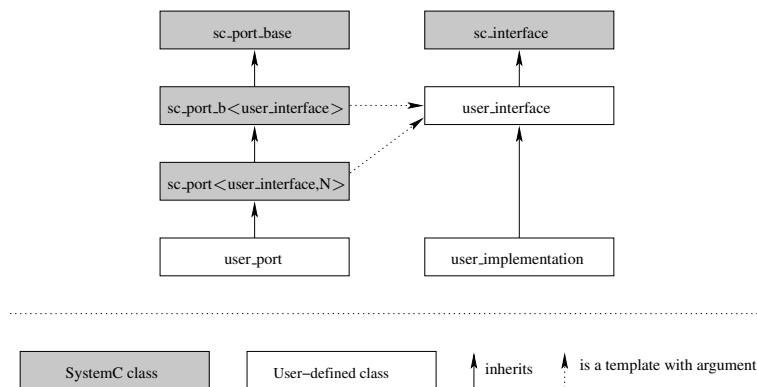 sc_port_base
sc_interface
sc_port_b<user_interface>
user_interface
sc_port<user_interface,N>
user_port
user_implementation
SystemC class
User-defined class
inherits
is a template with argument